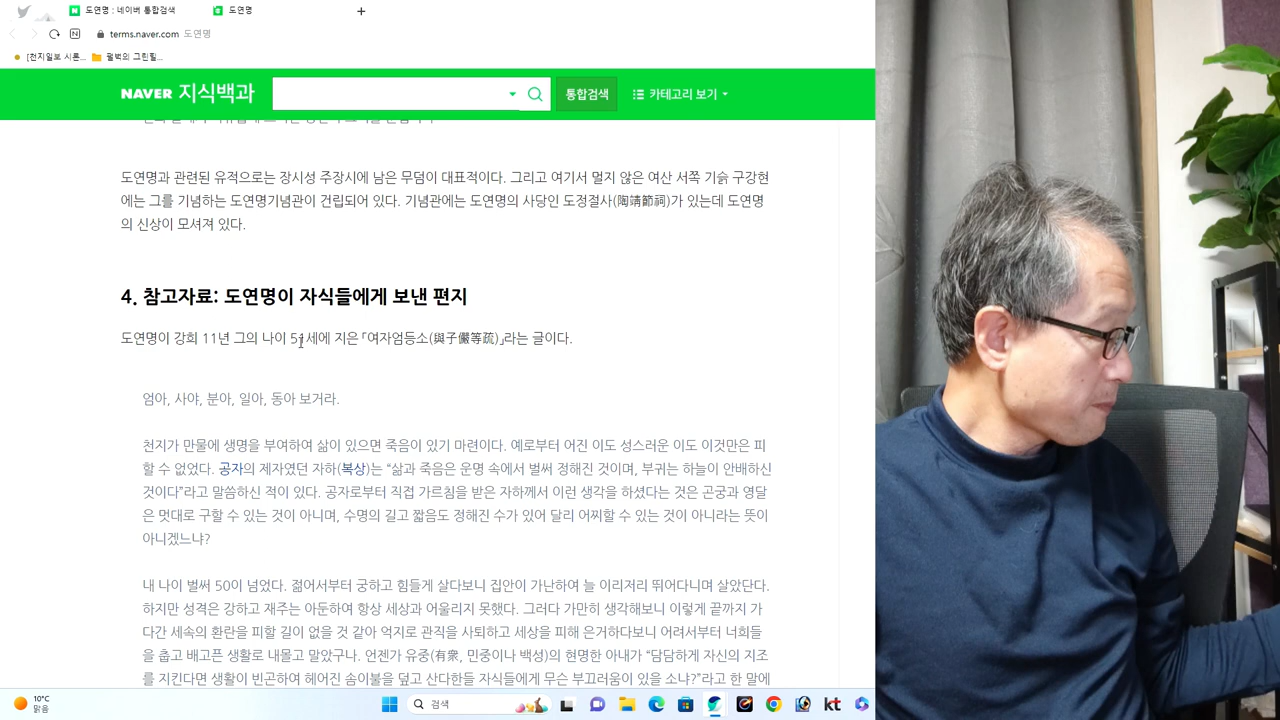 도연명 : 네이버 통합검색
도연명
+
terms.naver.com 도연명
[천지일보 시론...
펄벅의 그린힐...
NAVER 지식백과
통합검색
카테고리 보기
도연명과 관련된 유적으로는 장시성 주장시에 남은 무덤이 대표적이다. 그리고 여기서 멀지 않은 여산 서쪽 기슭 구강현
에는 그를 기념하는 도연명기념관이 건립되어 있다. 기념관에는 도연명의 사당인 도정절사(陶靖節祠)가 있는데 도연명
의 신상이 모셔져 있다.
4. 참고자료: 도연명이 자식들에게 보낸 편지
도연명이 강희 11년 그의 나이 51세에 지은 「여자엄등소(與子儼等疏)」라는 글이다.
엄아, 사야, 분아, 일아, 동아 보거라.
천지가 만물에 생명을 부여하여 삶이 있으면 죽음이 있기 마련이다. 예로부터 어진 이도 성스러운 이도 이것만은 피
할 수 없었다. 공자의 제자였던 자하(복상)는 “삶과 죽음은 운명 속에서 벌써 정해진 것이며, 부귀는 하늘이 안배하신
것이다”라고 말씀하신 적이 있다. 공자로부터 직접 가르침을 받은 자하께서 이런 생각을 하셨다는 것은 곤궁과 영달
은 멋대로 구할 수 있는 것이 아니며, 수명의 길고 짧음도 정해진 수가 있어 달리 어찌할 수 있는 것이 아니라는 뜻이
아니겠느냐?
내 나이 벌써 50이 넘었다. 젊어서부터 궁하고 힘들게 살다보니 집안이 가난하여 늘 이리저리 뛰어다니며 살았단다.
하지만 성격은 강하고 재주는 아둔하여 항상 세상과 어울리지 못했다. 그러다 가만히 생각해보니 이렇게 끝까지 가
다간 세속의 환란을 피할 길이 없을 것 같아 억지로 관직을 사퇴하고 세상을 피해 은거하다보니 어려서부터 너희들
을 춥고 배고픈 생활로 내몰고 말았구나. 언젠가 유중(有衆, 민중이나 백성)의 현명한 아내가 “담담하게 자신의 지조
를 지킨다면 생활이 빈곤하여 헤어진 솜이불을 덮고 산다한들 자식들에게 무슨 부끄러움이 있을 소냐?”라고 한 말에
10°C
맑음
검색
kt